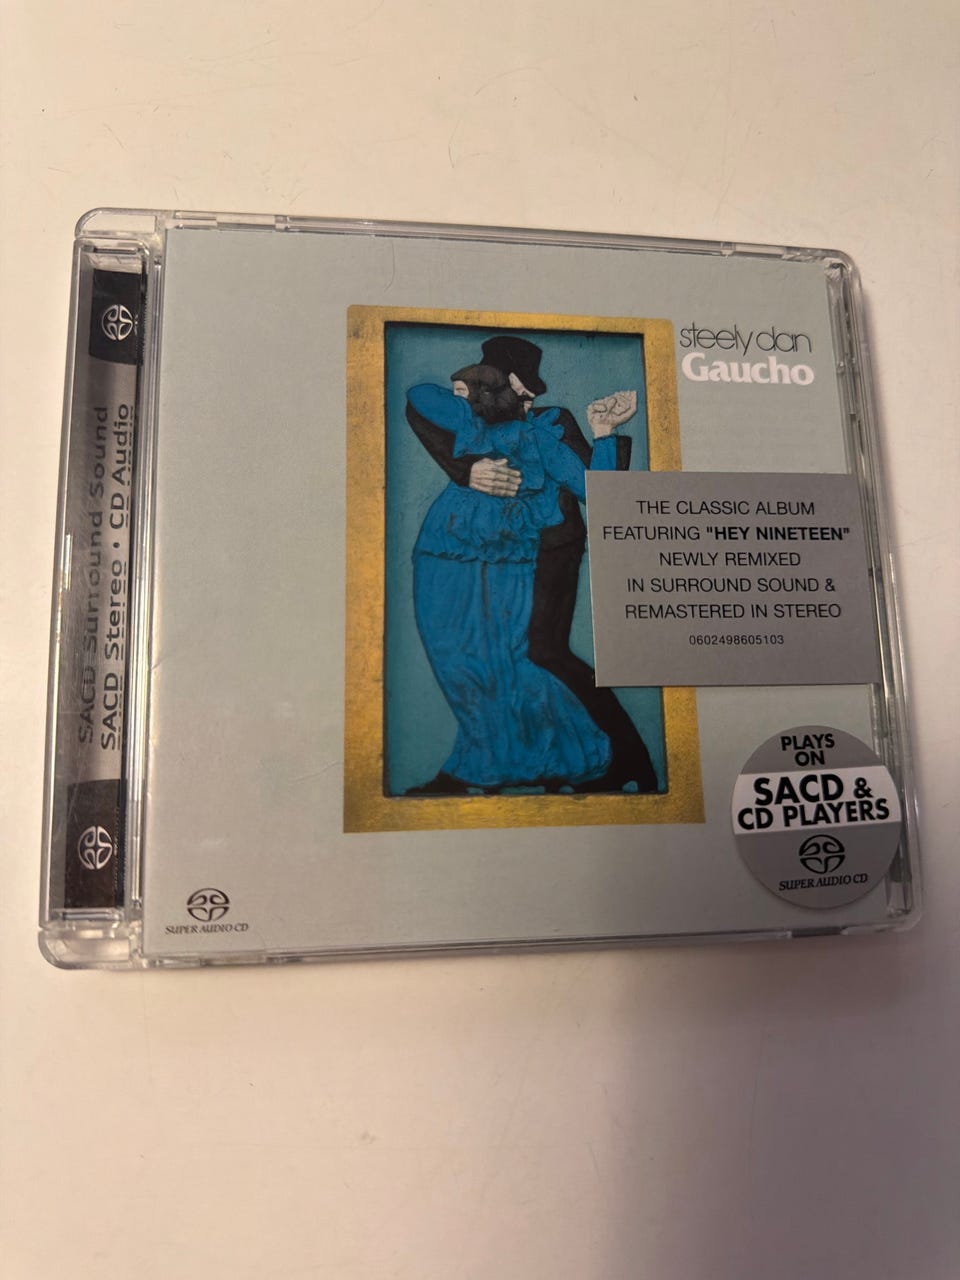 SACD Surround Sound
SACD Stereo · CD Audio
steely dan
Gaucho
THE CLASSIC ALBUM
FEATURING "HEY NINETEEN"
NEWLY REMIXED
IN SURROUND SOUND &
REMASTERED IN STEREO
0602498605103
PLAYS
ON
SACD &
CD PLAYERS
SUPER AUDIO CD
SUPER AUDIO CD